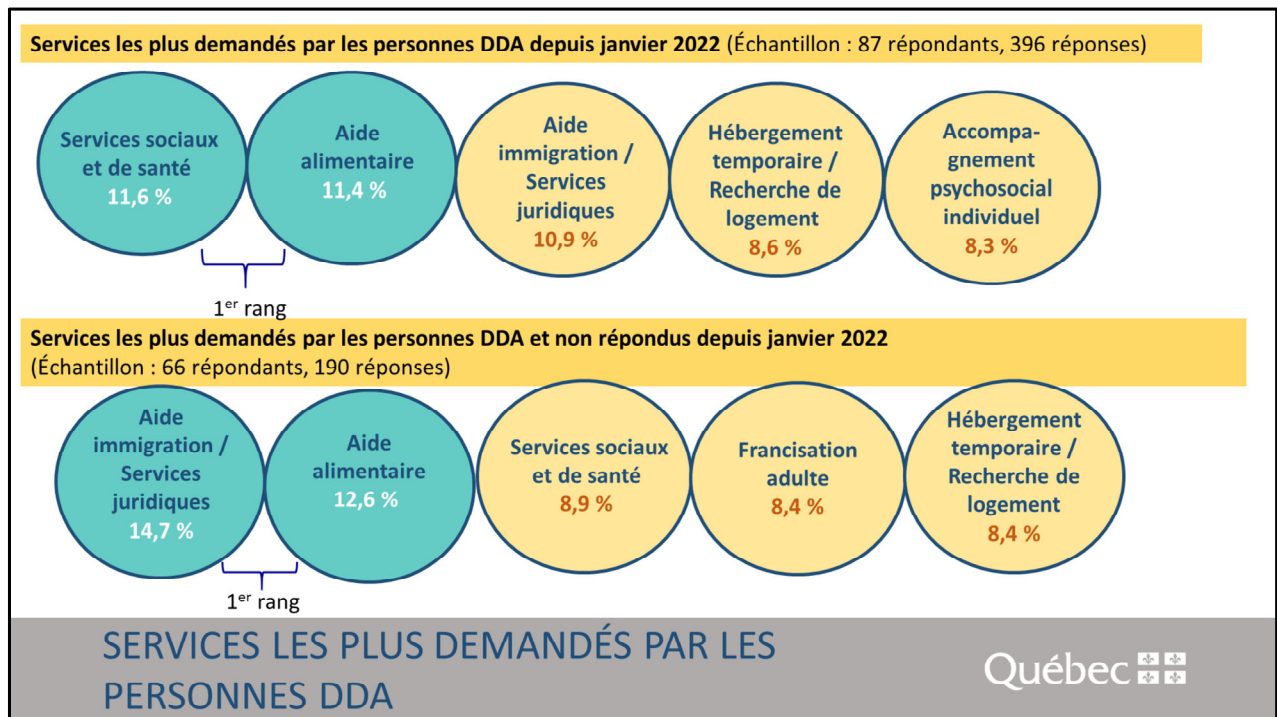 Services les plus demandés par les personnes DDA depuis janvier 2022 (Échantillon : 87 répondants, 396 réponses)
Services sociaux
et de santé
11,6 %
Aide
alimentaire
11,4 %
Aide
immigration /
Services
juridiques
10,9 %
Hébergement
temporaire /
Recherche de
logement
8,6 %
Accompa-
gnement
psychosocial
individuel
8,3 %
1er rang
Services les plus demandés par les personnes DDA et non répondus depuis janvier 2022
(Échantillon : 66 répondants, 190 réponses)
Aide
immigration /
Services
juridiques
14,7 %
Aide
alimentaire
12,6 %
Services sociaux
et de santé
8,9 %
Francisation
adulte
8,4 %
Hébergement
temporaire /
Recherche de
logement
8,4 %
1er rang
SERVICES LES PLUS DEMANDÉS PAR LES
PERSONNES DDA
Québec